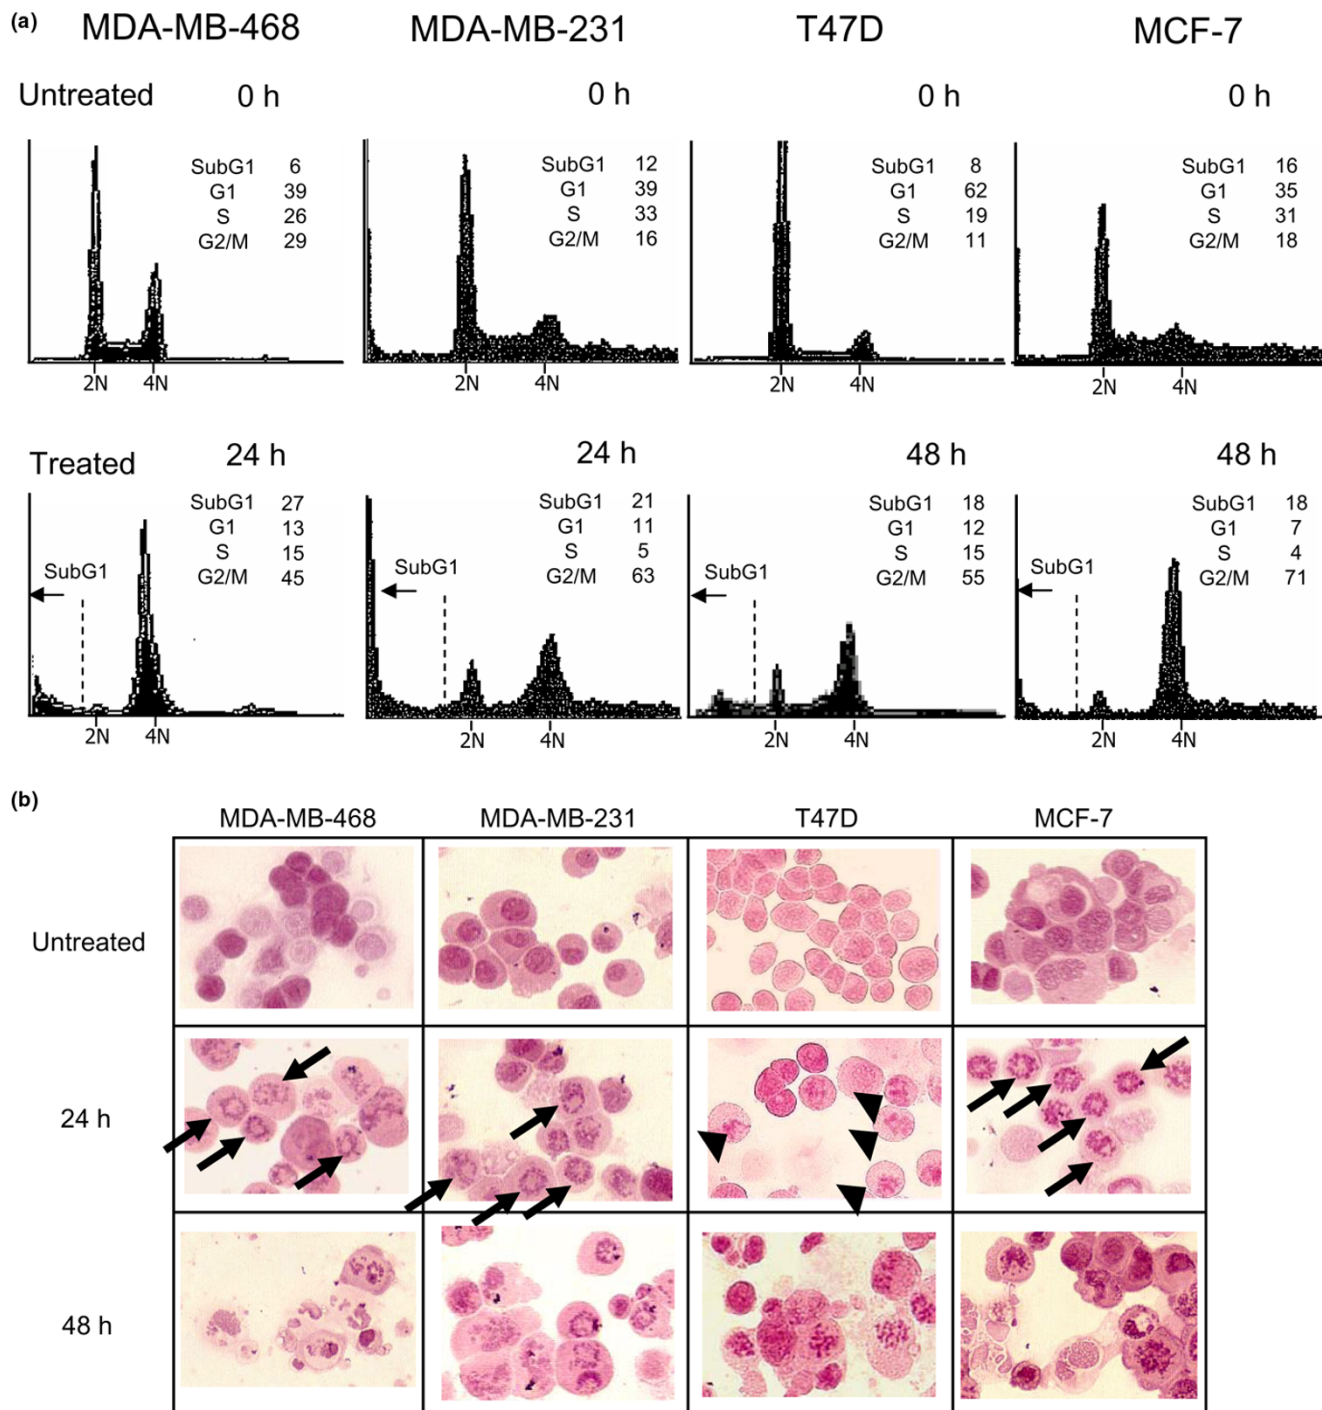 (a)
MDA-MB-468 MDA-MB-231 T47D MCF-7
Untreated 0 h 0 h 0 h 0 h
SubG1 6 SubG1 12 SubG1 8 SubG1 16
G1 39 G1 39 G1 62 G1 35
S 26 S 33 S 19 S 31
G2/M 29 G2/M 16 G2/M 11 G2/M 18
2N 4N 2N 4N 2N 4N 2N 4N
Treated 24 h 24 h 48 h 48 h
SubG1 27 SubG1 21 SubG1 18 SubG1 18
G1 13 G1 11 G1 12 G1 7
S 15 S 5 S 15 S 4
G2/M 45 G2/M 63 G2/M 55 G2/M 71
SubG1 SubG1 SubG1 SubG1
2N 4N 2N 4N 2N 4N 2N 4N
(b)
MDA-MB-468 MDA-MB-231 T47D MCF-7
Untreated
24 h
48 h